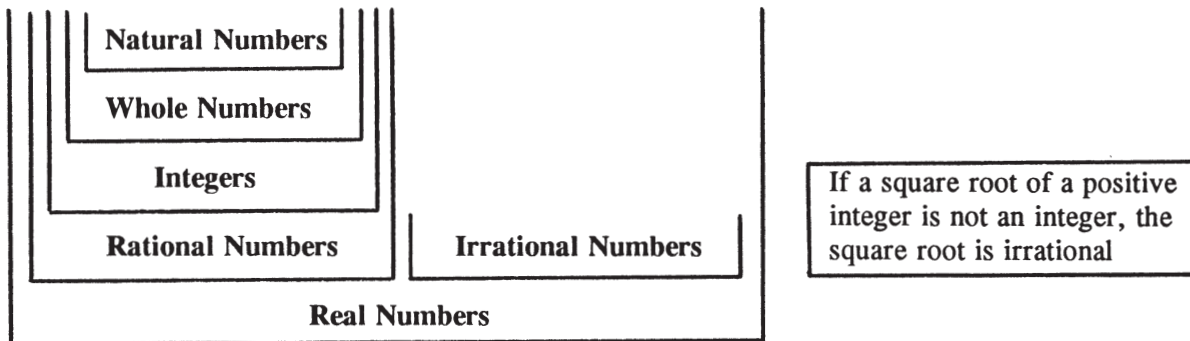 Natural Numbers
Whole Numbers
Integers
Rational Numbers
Irrational Numbers
Real Numbers
If a square root of a positive
integer is not an integer, the
square root is irrational